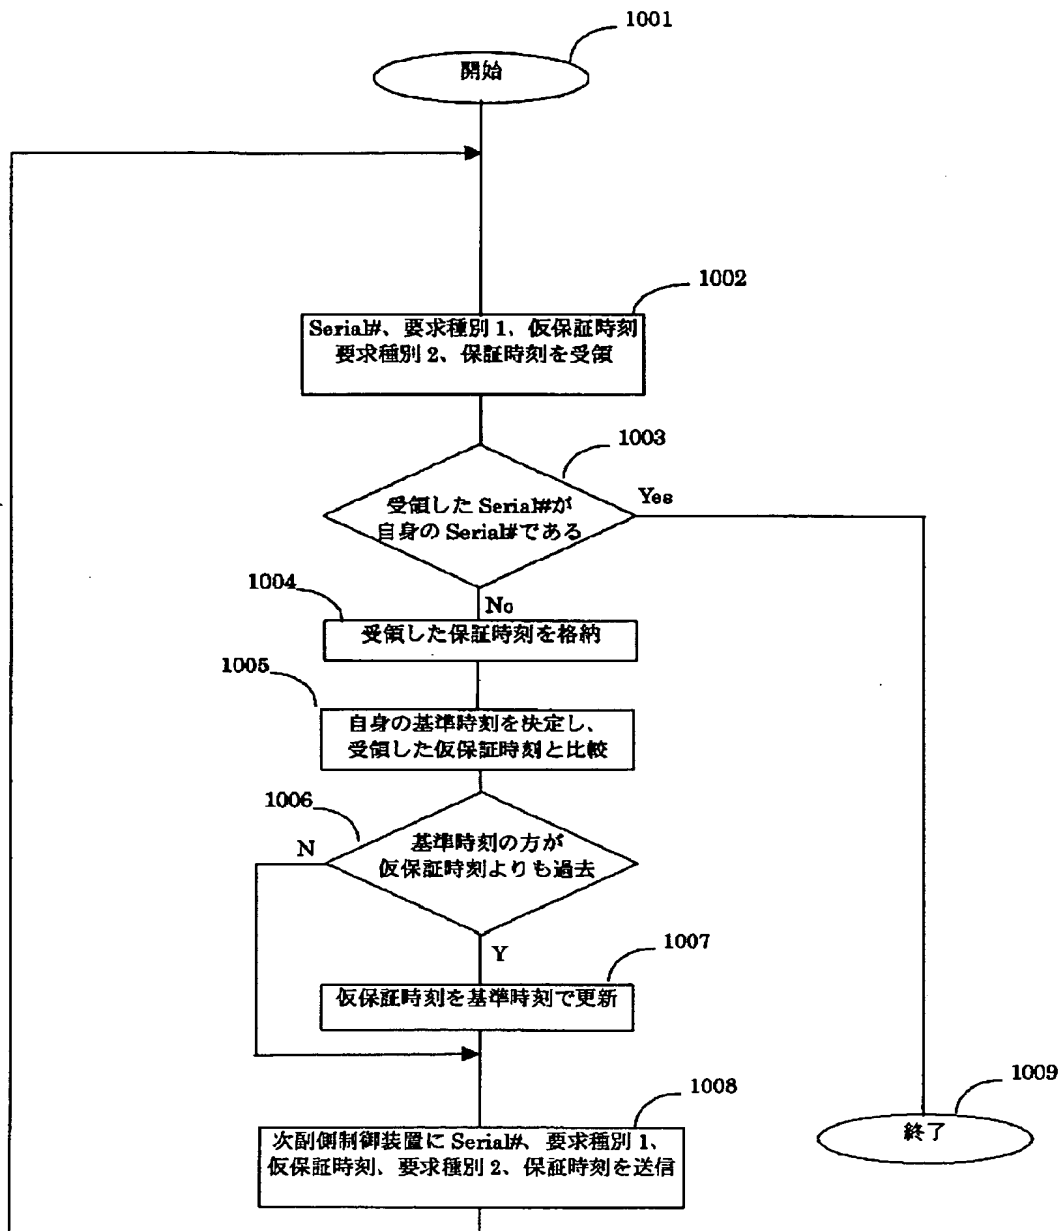 1001
開始
1002
Serial#、要求種別 1、仮保証時刻
要求種別 2、保証時刻を受領
1003
受領した Serial#が
自身の Serial#である
Yes
1004
No
受領した保証時刻を格納
1005
自身の基準時刻を決定し、
受領した仮保証時刻と比較
1006
N
基準時刻の方が
仮保証時刻よりも過去
Y
1007
仮保証時刻を基準時刻で更新
1008
次副側制御装置に Serial#、要求種別 1、
仮保証時刻、要求種別 2、保証時刻を送信
1009
終了